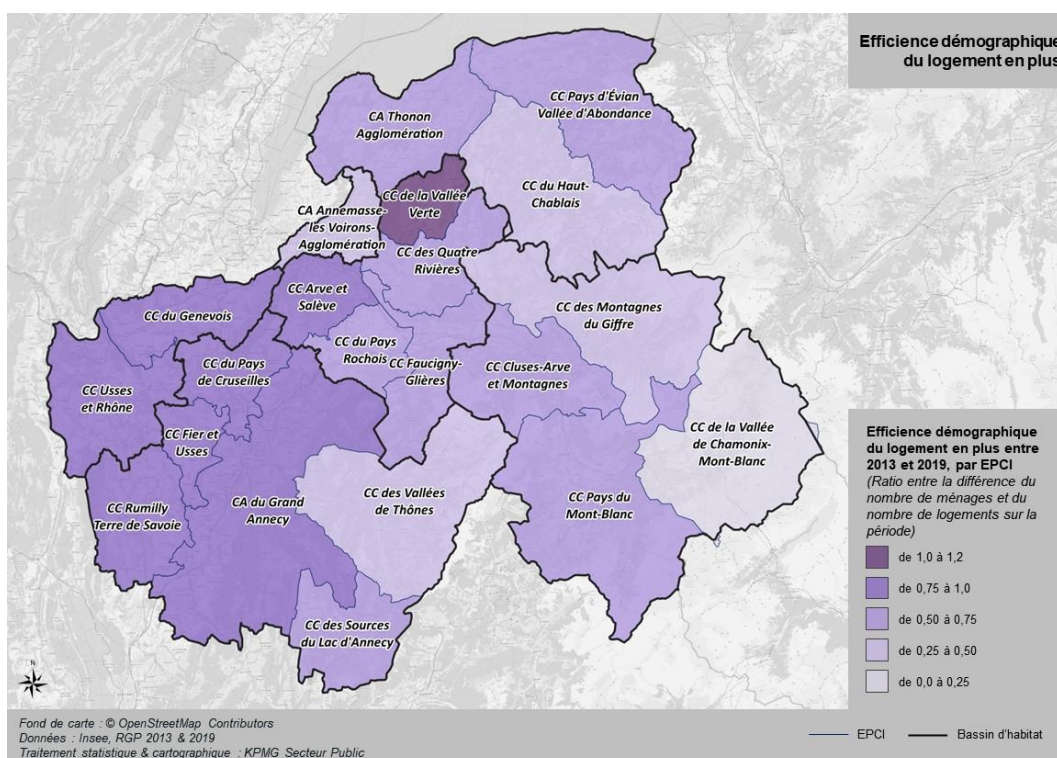 Efficience démographique
du logement en plus
CC Pays d'Évian
Vallée d'Abondance
CA Thonon
Agglomération
CC de la Vallée
Verte
CC du Haut-
Chablais
CA Annemasse-
les Voirons-
Agglomération
CC des Quatre
Rivières
CC Arve et
Salève
CC des Montagnes
du Giffre
CC du Genevois
CC du Pays
Rochois
CC Faucigny-
Glières
CC du Pays
de Cruseilles
CC Cluses-Arve
et Montagnes
CC Usses
et Rhône
CC Fier et
Usses
CC de la Vallée
de Chamonix-
Mont-Blanc
CC Rumilly
Terre de Savoie
CA du Grand
Annecy
CC des Vallées
de Thônes
CC Pays du
Mont-Blanc
CC des Sources
du Lac d'Annecy
Efficience démographique
du logement en plus entre
2013 et 2019, par EPCI
(Ratio entre la différence du
nombre de ménages et du
nombre de logements sur la
période)
de 1,0 à 1,2
de 0,75 à 1,0
de 0,50 à 0,75
de 0,25 à 0,50
de 0,0 à 0,25
N
Fond de carte : © OpenStreetMap Contributors
Données : Insee, RGP 2013 & 2019
Traitement statistique & cartographique : KPMG Secteur Public
EPCI
Bassin d'habitat